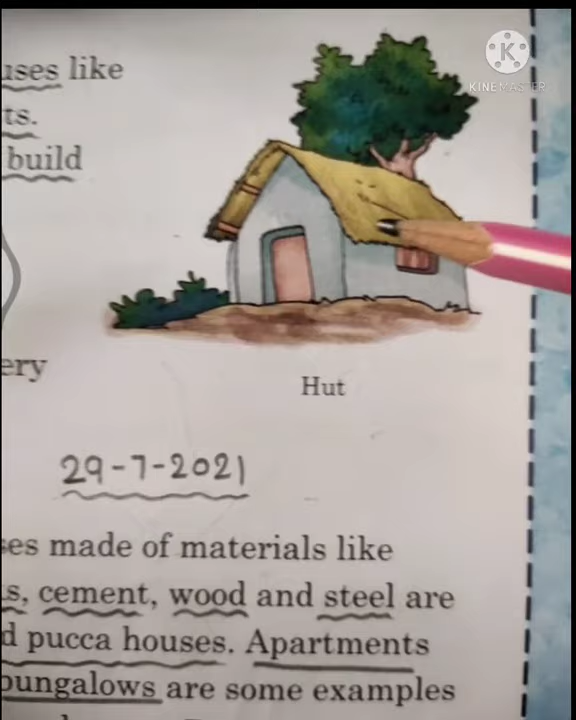 uses like
ts.
build
ery
Hut
29-7-2021
es made of materials like
s, cement, wood and steel are
d pucca houses. Apartments
bungalows are some examples
K
KINEMASTER